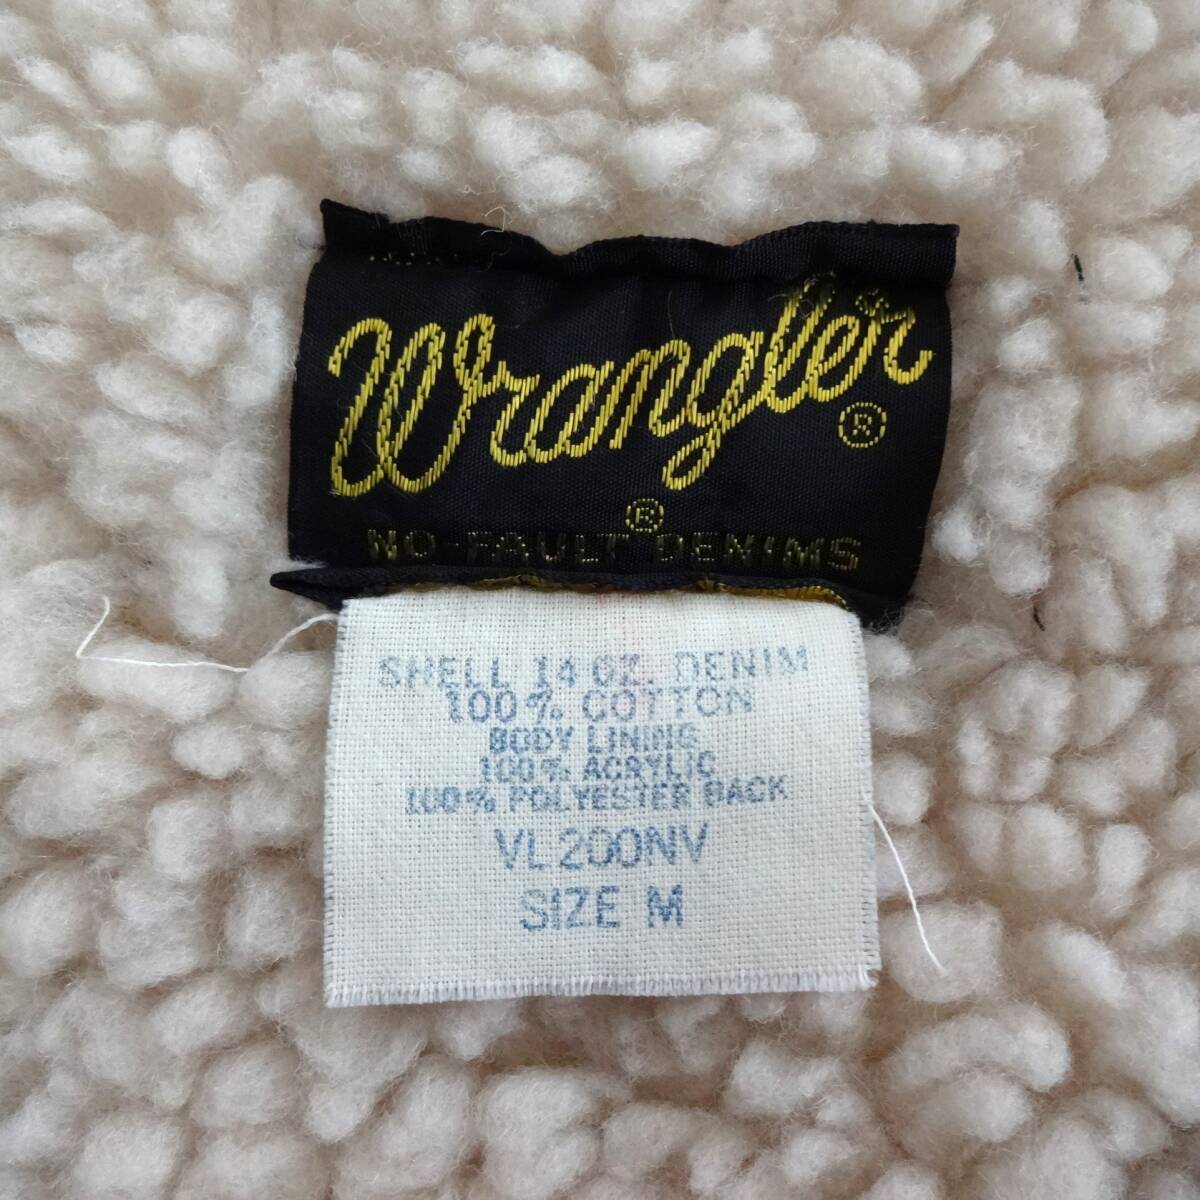 Wrangler®
NO-FAULT® DENIMS
SHELL 14 OZ. DENIM
100% COTTON
BODY LINING
100% ACRYLIC
100% POLYESTER BACK
VL200NV
SIZE M